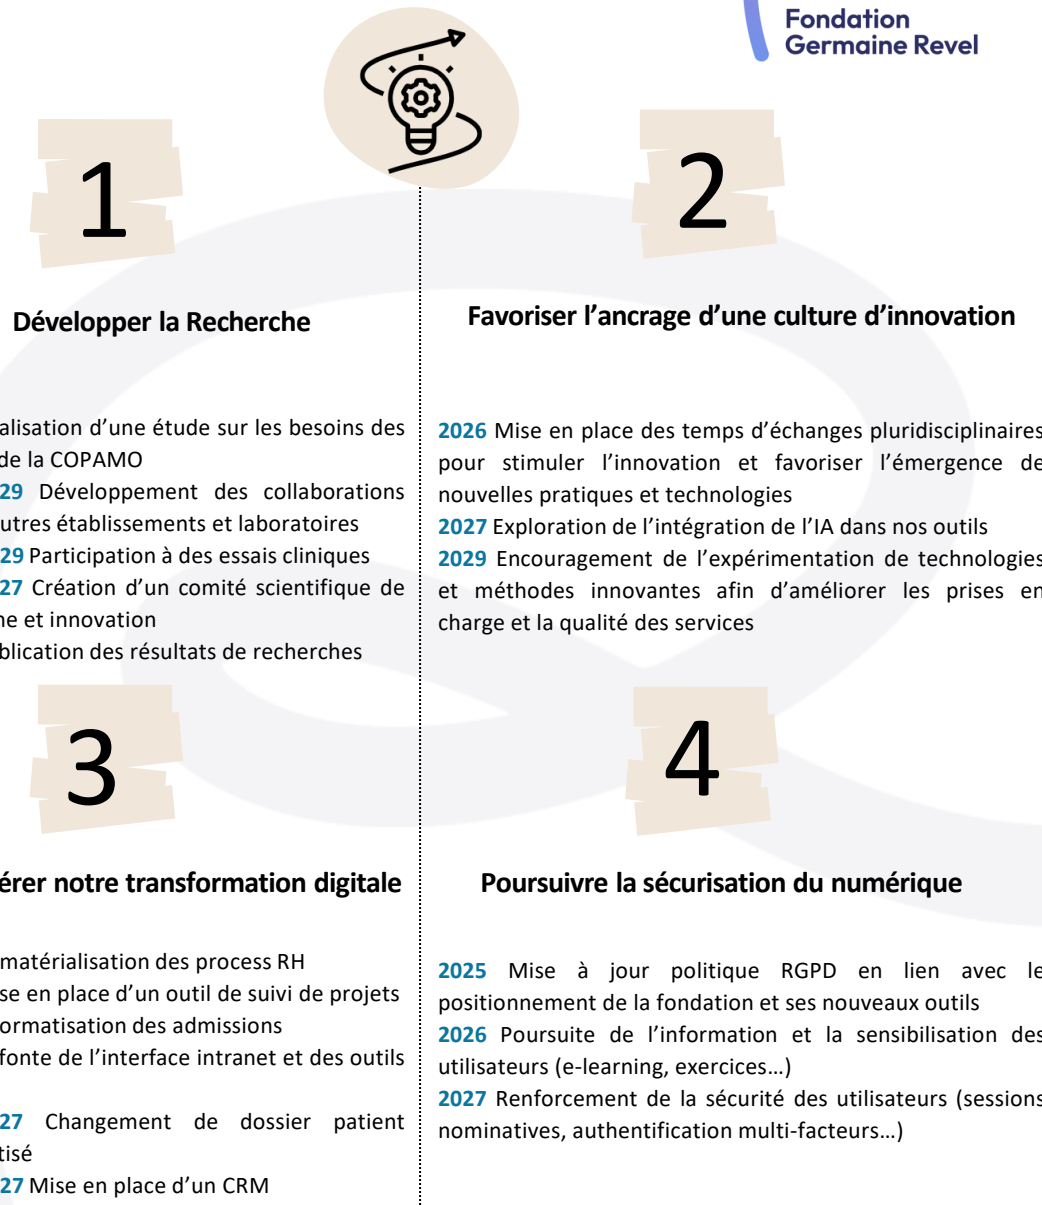 Fondation
Germaine Revel
1
Développer la Recherche
alisation d’une étude sur les besoins des
de la COPAMO
29 Développement des collaborations
utres établissements et laboratoires
29 Participation à des essais cliniques
27 Création d’un comité scientifique de
ne et innovation
blication des résultats de recherches
2
Favoriser l’ancrage d’une culture d’innovation
2026 Mise en place des temps d’échanges pluridisciplinaires
pour stimuler l’innovation et favoriser l’émergence de
nouvelles pratiques et technologies
2027 Exploration de l’intégration de l’IA dans nos outils
2029 Encouragement de l’expérimentation de technologies
et méthodes innovantes afin d’améliorer les prises en
charge et la qualité des services
3
érer notre transformation digitale
matérialisation des process RH
se en place d’un outil de suivi de projets
ormatisation des admissions
fonte de l’interface intranet et des outils
27 Changement de dossier patient
tisé
27 Mise en place d’un CRM
4
Poursuivre la sécurisation du numérique
2025 Mise à jour politique RGPD en lien avec le
positionnement de la fondation et ses nouveaux outils
2026 Poursuite de l’information et la sensibilisation des
utilisateurs (e-learning, exercices…)
2027 Renforcement de la sécurité des utilisateurs (sessions
nominatives, authentification multi-facteurs…)